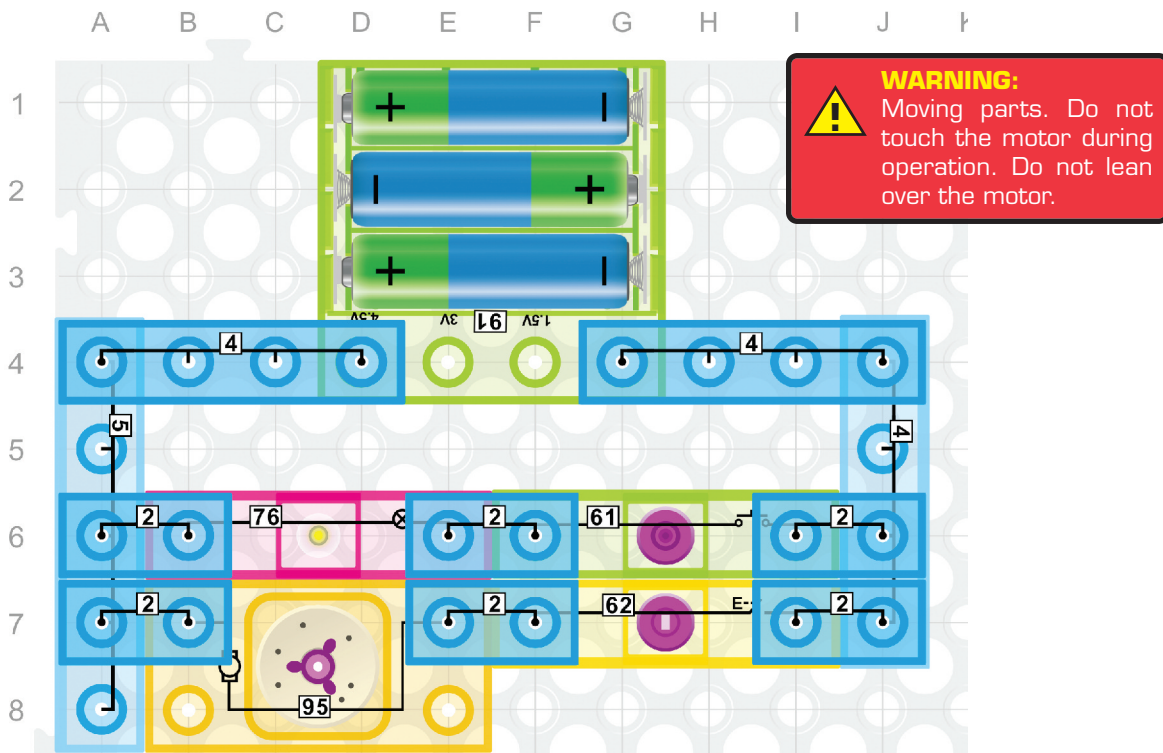 A B C D E F G H I J
WARNING:
Moving parts. Do not
touch the motor during
operation. Do not lean
over the motor.
1
+ –
2
– +
3
+ –
4.5V 3V 91 1.5V
4
4 4
5
5 4
6
2 76 2 61 2
7
2 2 62 E-- 2
8
95